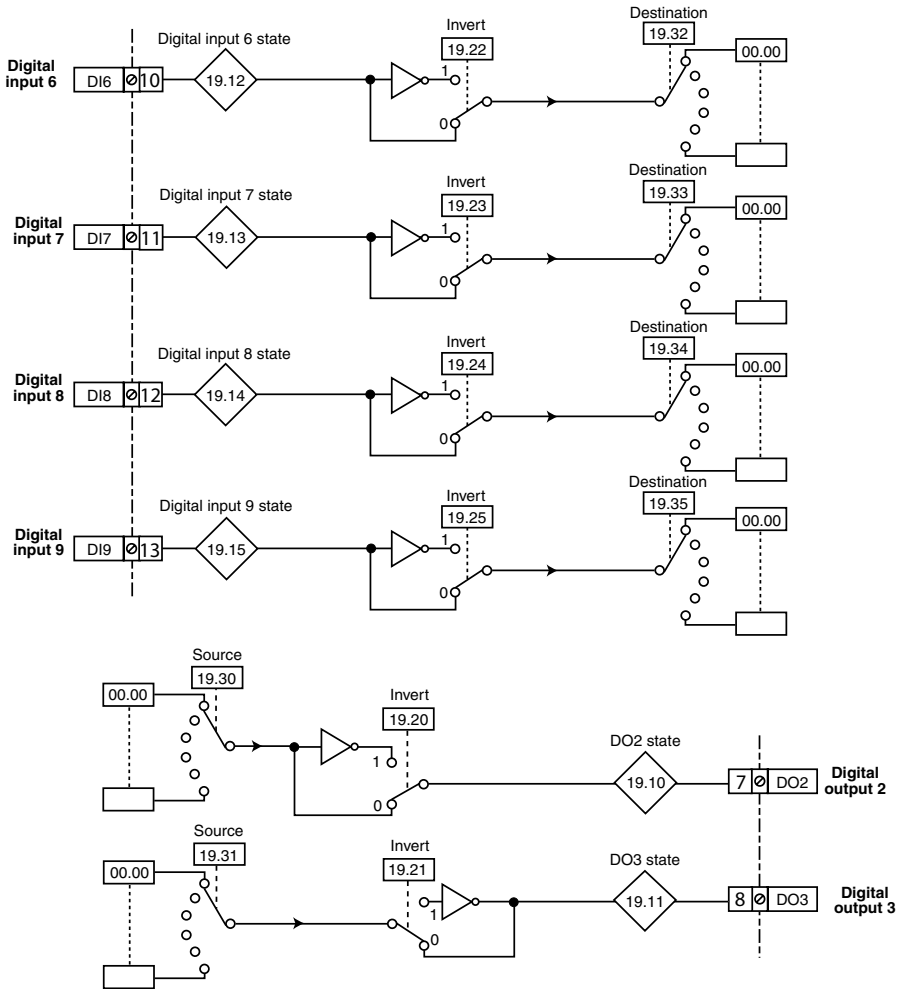 Digital
input 6
DI6
10
Digital input 6 state
19.12
Invert
19.22
1
0
Destination
19.32
00.00
Digital
input 7
DI7
11
Digital input 7 state
19.13
Invert
19.23
1
0
Destination
19.33
00.00
Digital
input 8
DI8
12
Digital input 8 state
19.14
Invert
19.24
1
0
Destination
19.34
00.00
Digital
input 9
DI9
13
Digital input 9 state
19.15
Invert
19.25
1
0
Destination
19.35
00.00
00.00
Source
19.30
Invert
19.20
1
0
DO2 state
19.10
7
DO2
Digital
output 2
00.00
Source
19.31
Invert
19.21
1
0
DO3 state
19.11
8
DO3
Digital
output 3